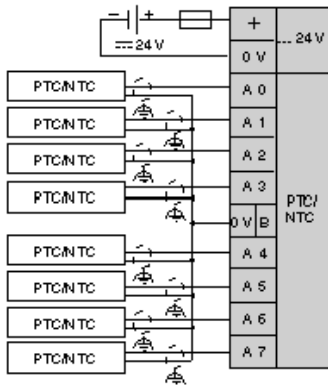 − +
+
⎓ 24 V
⎓ 24 V
0 V
PTC/NTC
A 0
PTC/NTC
A 1
PTC/NTC
A 2
PTC/NTC
A 3
PTC/
NTC
0 V B
PTC/NTC
A 4
PTC/NTC
A 5
PTC/NTC
A 6
PTC/NTC
A 7